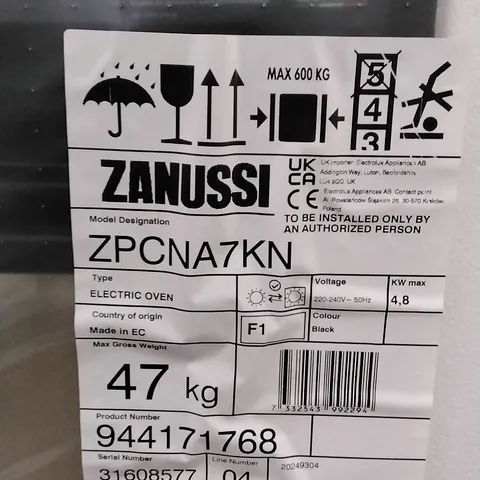 MAX 600 KG
5
4
3
ZANUSSI
UK
CA
CE
UK importer Electrolux Appliances AB
Addington Way, Luton, Bedfordshire
LU4 9QQ, UK
Electrolux Appliances AB Contact point
Al. Powstańców Śląskich 26, 30-570 Kraków,
Poland
TO BE INSTALLED ONLY BY
AN AUTHORIZED PERSON
Model Designation
ZPCNA7KN
Type
ELECTRIC OVEN
Voltage
220-240V~ 50Hz
KW max
4,8
Country of origin
Made in EC
F1
Colour
Black
Max Gross Weight
47 kg
7 332543 992294
Product Number
944171768
Serial Number
31608577
Line Number
04
20249304